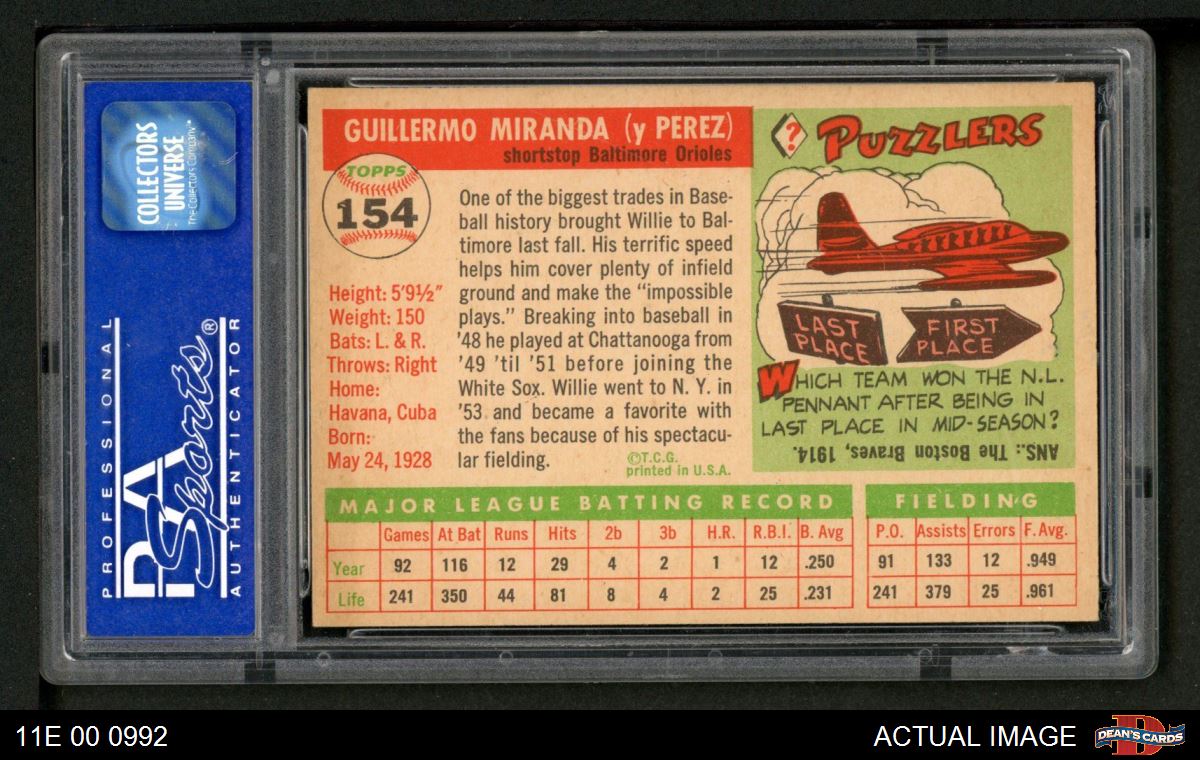 COLLECTORS
UNIVERSE
The Collectors Company™
PROFESSIONAL
PSA
Sports®
AUTHENTICATOR
GUILLERMO MIRANDA (y PEREZ)
shortstop Baltimore Orioles
TOPPS
154
Height: 5'9½"
Weight: 150
Bats: L. & R.
Throws: Right
Home:
Havana, Cuba
Born:
May 24, 1928
One of the biggest trades in Base-
ball history brought Willie to Bal-
timore last fall. His terrific speed
helps him cover plenty of infield
ground and make the "impossible
plays." Breaking into baseball in
'48 he played at Chattanooga from
'49 'til '51 before joining the
White Sox. Willie went to N. Y. in
'53 and became a favorite with
the fans because of his spectacu-
lar fielding.
©T.C.G.
printed in U.S.A.
? PUZZLERS
LAST
PLACE
FIRST
PLACE
WHICH TEAM WON THE N.L.
PENNANT AFTER BEING IN
LAST PLACE IN MID-SEASON?
ANS.: The Boston Braves, 1914.
MAJOR LEAGUE BATTING RECORD
Games At Bat Runs Hits 2b 3b H.R. R.B.I. B. Avg
Year 92 116 12 29 4 2 1 12 .250
Life 241 350 44 81 8 4 2 25 .231
FIELDING
P.O. Assists Errors F. Avg.
91 133 12 .949
241 379 25 .961
11E 00 0992
ACTUAL IMAGE
D
DEAN'S CARDS